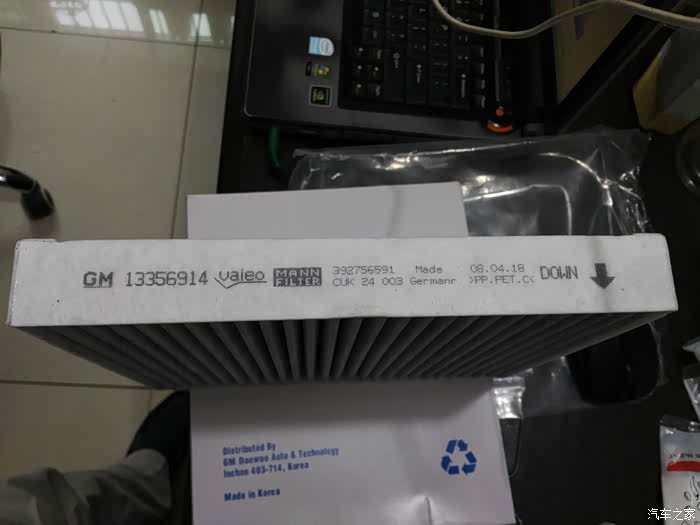 GM 13356914 Valeo MANN FILTER 392756591 Made 08.04.18 DOWN
CUK 24 003 Germanr >PP.PET.C<
Distributed By
GM Daewoo Auto & Technology
Inchon 403-714, Korea
Made in Korea
汽车之家